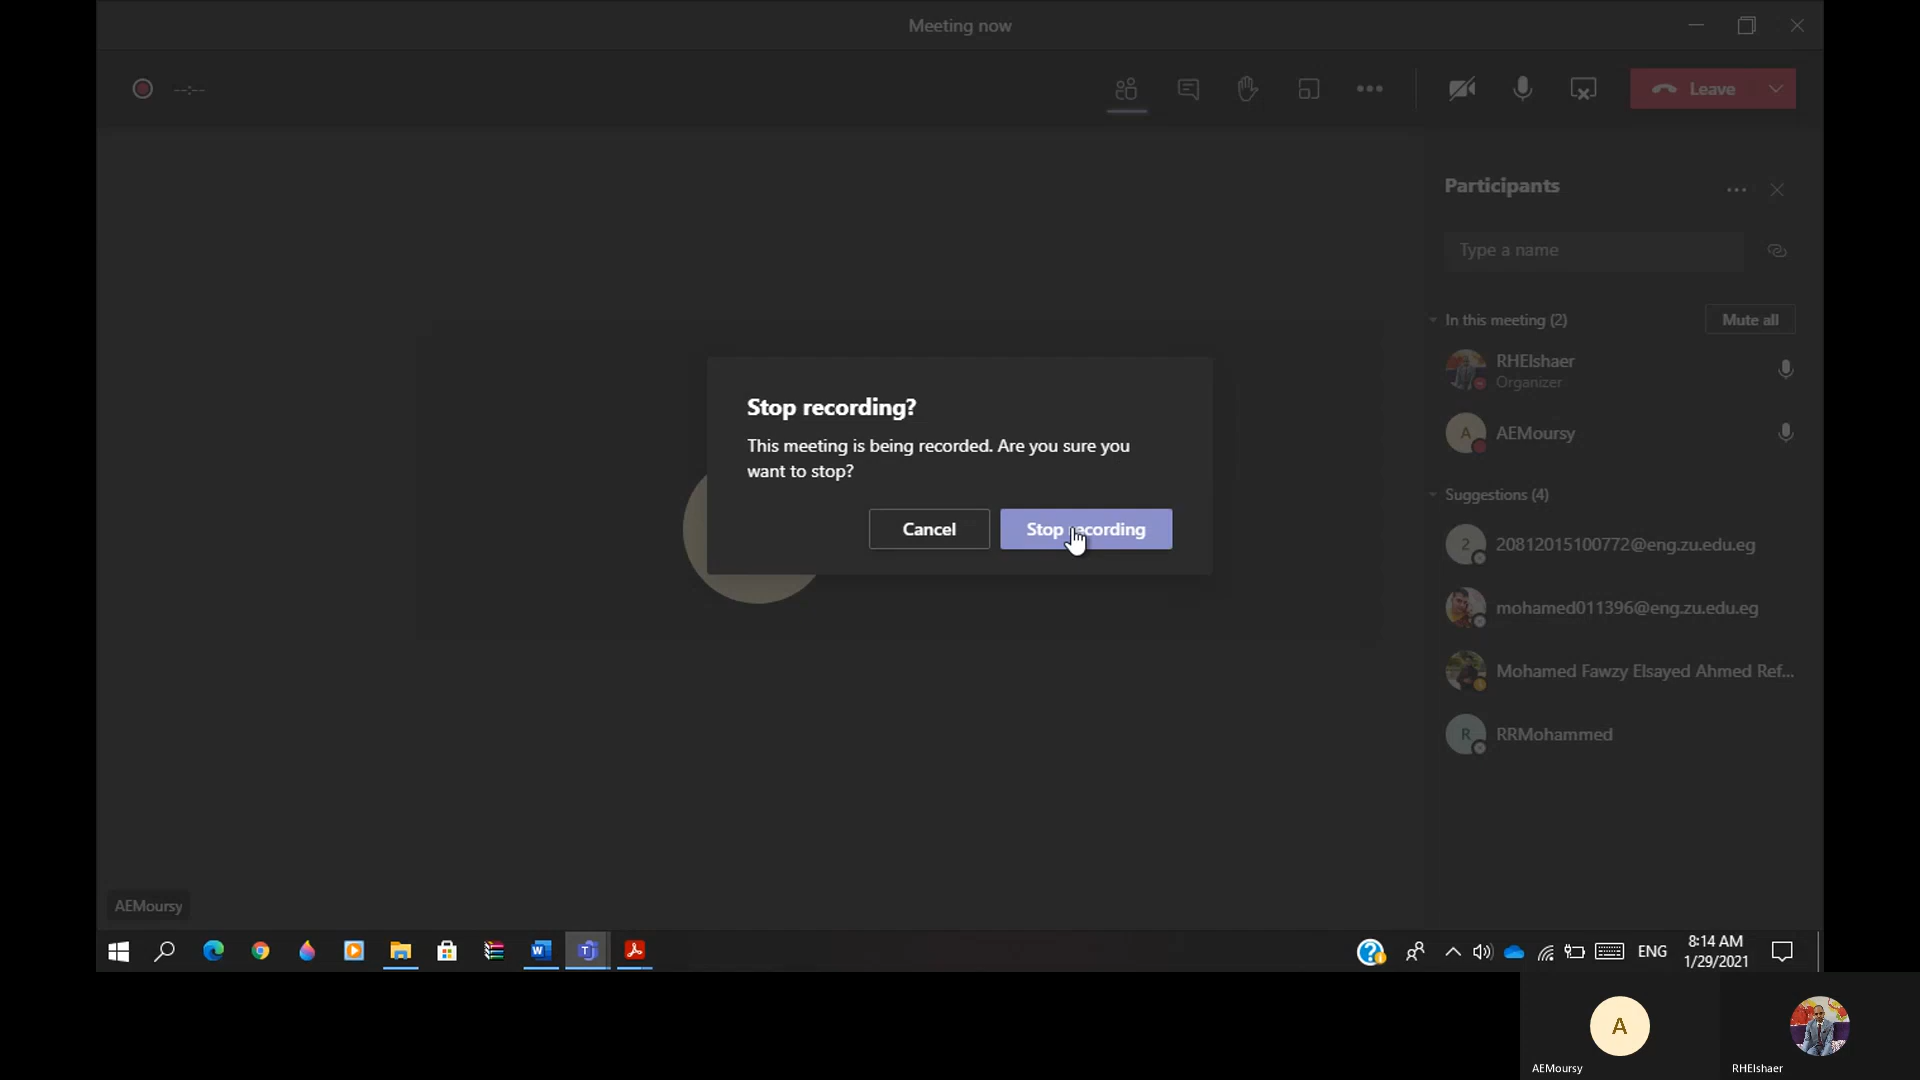 Meeting now
--:--
Leave
Participants
Type a name
In this meeting (2)
Mute all
RHElshaer
Organizer
A
AEMoursy
Stop recording?
This meeting is being recorded. Are you sure you
want to stop?
Cancel
Stop recording
Suggestions (4)
2
20812015100772@eng.zu.edu.eg
mohamed011396@eng.zu.edu.eg
Mohamed Fawzy Elsayed Ahmed Ref...
R
RRMohammed
AEMoursy
ENG
8:14 AM
1/29/2021
A
AEMoursy
RHElshaer